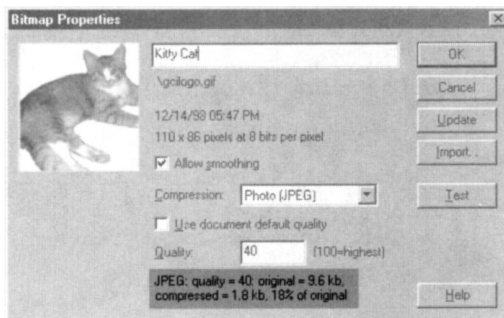 Bitmap Properties
Kitty Cat
OK
.\gcilogo.gif
Cancel
12/14/98 05:47 PM
Update
110 x 86 pixels at 8 bits per pixel
Import...
Allow smoothing
Compression: Photo (JPEG)
Test
Use document default quality
Quality: 40 (100=highest)
JPEG: quality = 40; original = 9.6 kb,
compressed = 1.8 kb, 18% of original
Help